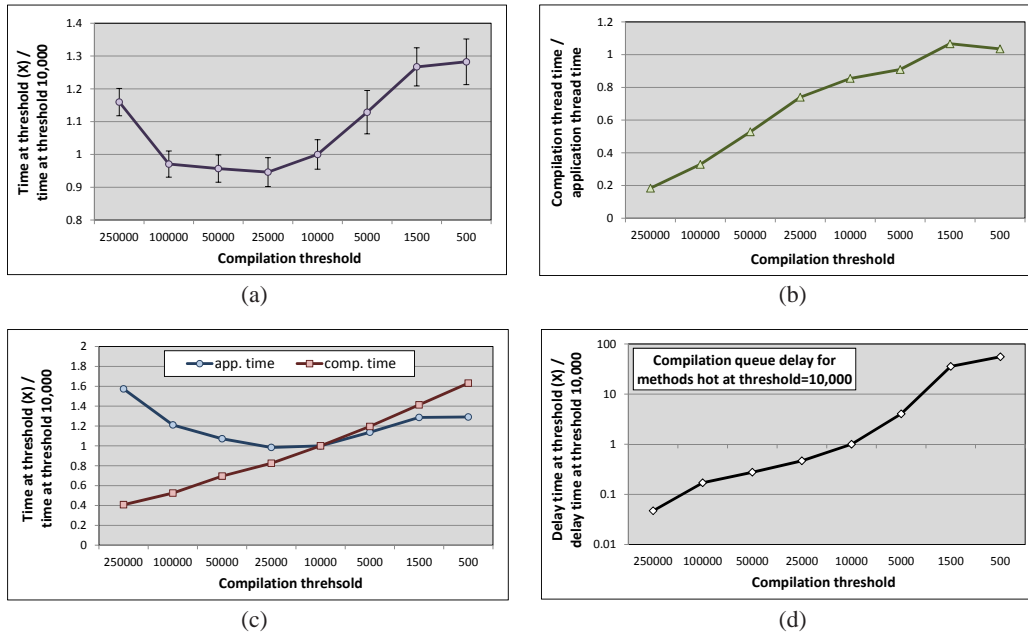 Time at threshold (X) /
time at threshold 10,000
1.4
1.3
1.2
1.1
1
0.9
0.8
250000 100000 50000 25000 10000 5000 1500 500
Compilation threshold
(a)
Compilation thread time /
application thread time
1.2
1
0.8
0.6
0.4
0.2
0
250000 100000 50000 25000 10000 5000 1500 500
Compilation threshold
(b)
Time at threshold (X) /
time at threshold 10,000
app. time comp. time
2
1.8
1.6
1.4
1.2
1
0.8
0.6
0.4
0.2
0
250000 100000 50000 25000 10000 5000 1500 500
Compilation threhsold
(c)
Delay time at threshold (X) /
delay time at threshold 10,000
Compilation queue delay for
methods hot at threshold=10,000
100
10
1
0.1
0.01
250000 100000 50000 25000 10000 5000 1500 500
Compilation threshold
(d)